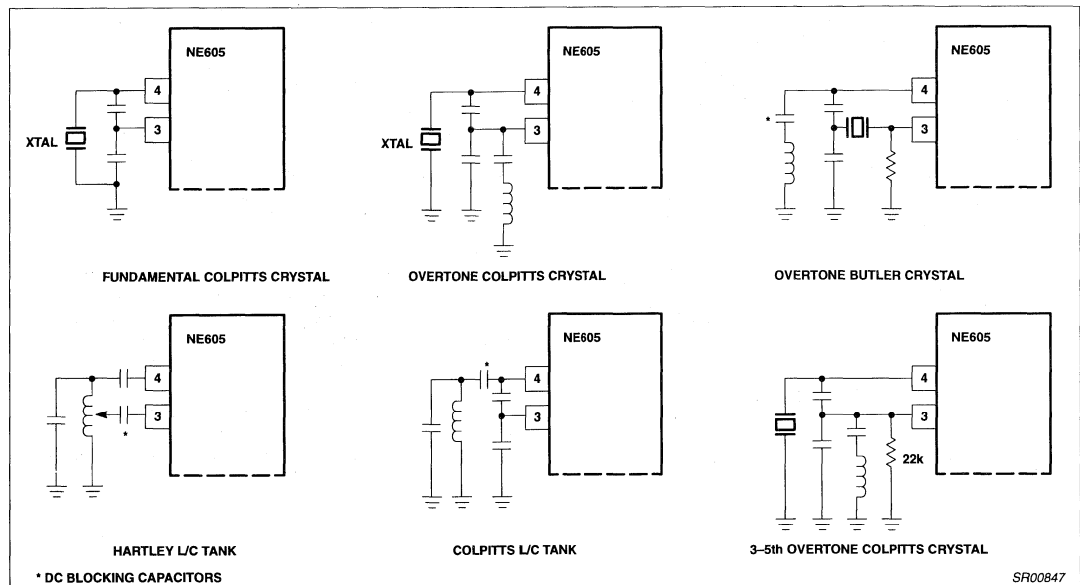 NE605
4
3
XTAL
FUNDAMENTAL COLPITTS CRYSTAL
NE605
4
3
XTAL
OVERTONE COLPITTS CRYSTAL
NE605
4
3
*
OVERTONE BUTLER CRYSTAL
NE605
4
3
*
HARTLEY L/C TANK
NE605
*
4
3
COLPITTS L/C TANK
NE605
4
3
22k
3–5th OVERTONE COLPITTS CRYSTAL
* DC BLOCKING CAPACITORS
SR00847